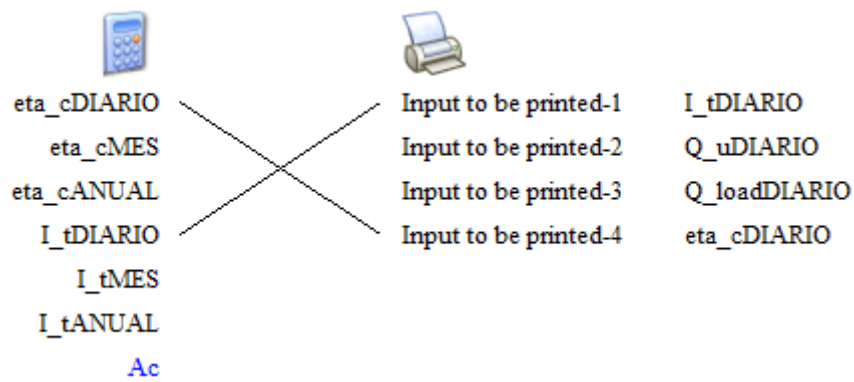 eta_cDIARIO Input to be printed-1 I_tDIARIO
eta_cMES Input to be printed-2 Q_uDIARIO
eta_cANUAL Input to be printed-3 Q_loadDIARIO
I_tDIARIO Input to be printed-4 eta_cDIARIO
I_tMES
I_tANUAL
Ac